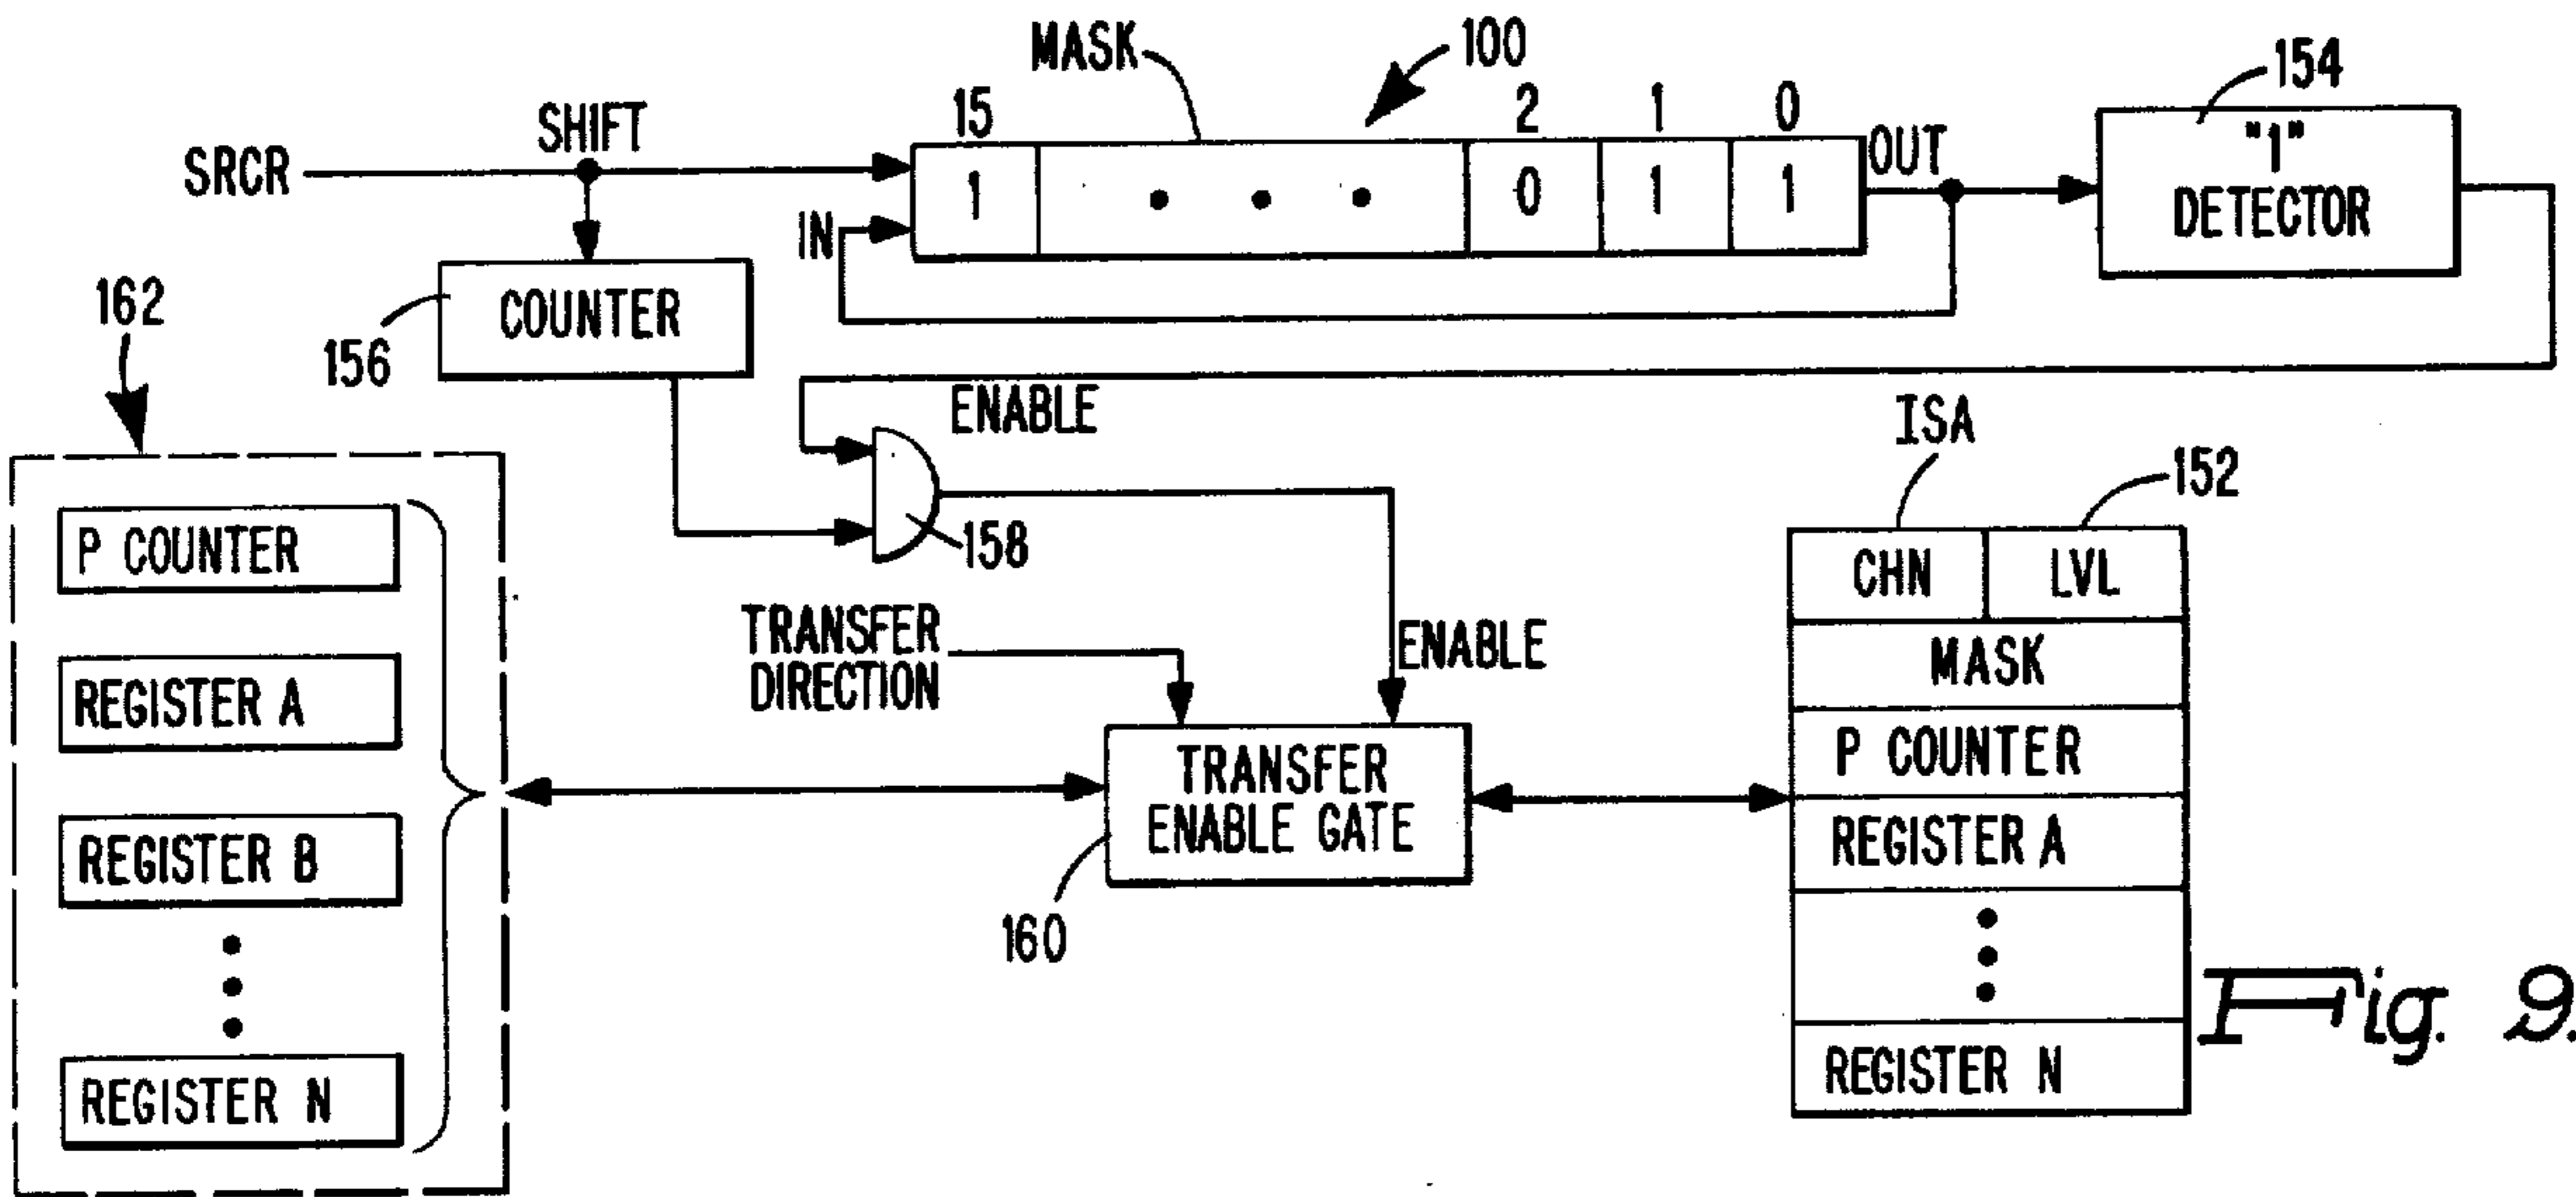 MASK
100
154
15
2
1
0
SHIFT
SRCR
1
• • •
0
1
1
OUT
"1"
DETECTOR
IN
162
COUNTER
156
ENABLE
ISA
152
158
P COUNTER
REGISTER A
REGISTER B
REGISTER N
TRANSFER
DIRECTION
ENABLE
TRANSFER
ENABLE GATE
160
CHN
LVL
MASK
P COUNTER
REGISTER A
REGISTER N
Fig. 9.